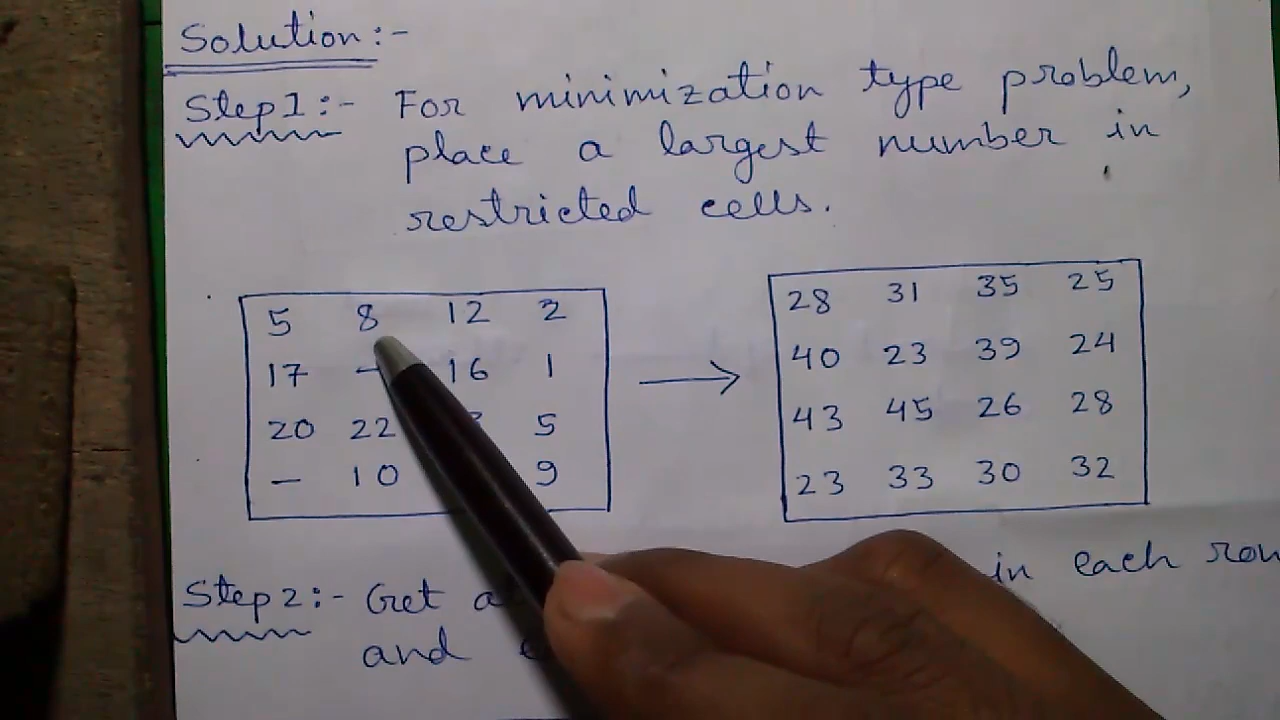 Solution:-
Step 1:- For minimization type problem,
place a largest number in
restricted cells.
5 8 12 2
17 - 16 1
20 22 5
- 10 9
→
28 31 35 25
40 23 39 24
43 45 26 28
23 33 30 32
Step 2:- Get in each row
and